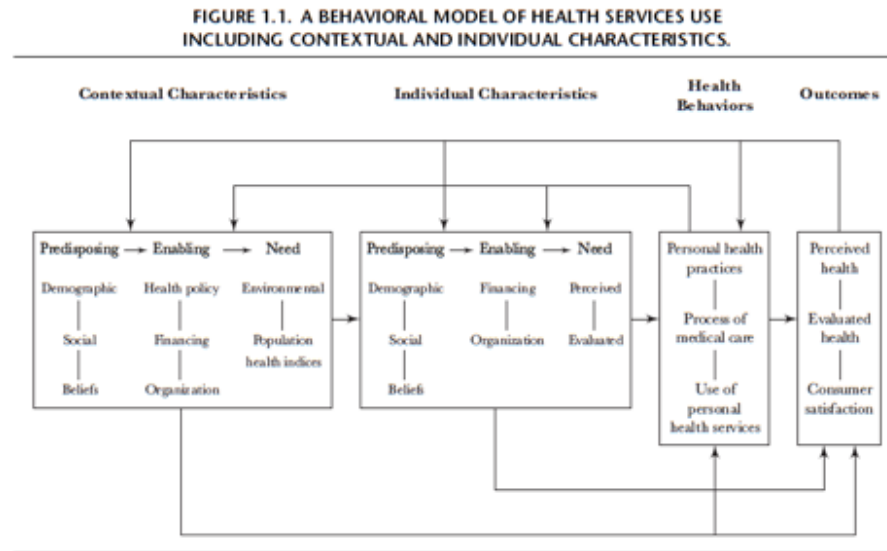 FIGURE 1.1. A BEHAVIORAL MODEL OF HEALTH SERVICES USE
INCLUDING CONTEXTUAL AND INDIVIDUAL CHARACTERISTICS.
Contextual Characteristics
Individual Characteristics
Health
Behaviors
Outcomes
Predisposing Enabling Need
Demographic Health policy Environmental
Social Financing Population
health indices
Beliefs Organization
Predisposing Enabling Need
Demographic Financing Perceived
Social Organization Evaluated
Beliefs
Personal health
practices
Process of
medical care
Use of
personal
health services
Perceived
health
Evaluated
health
Consumer
satisfaction